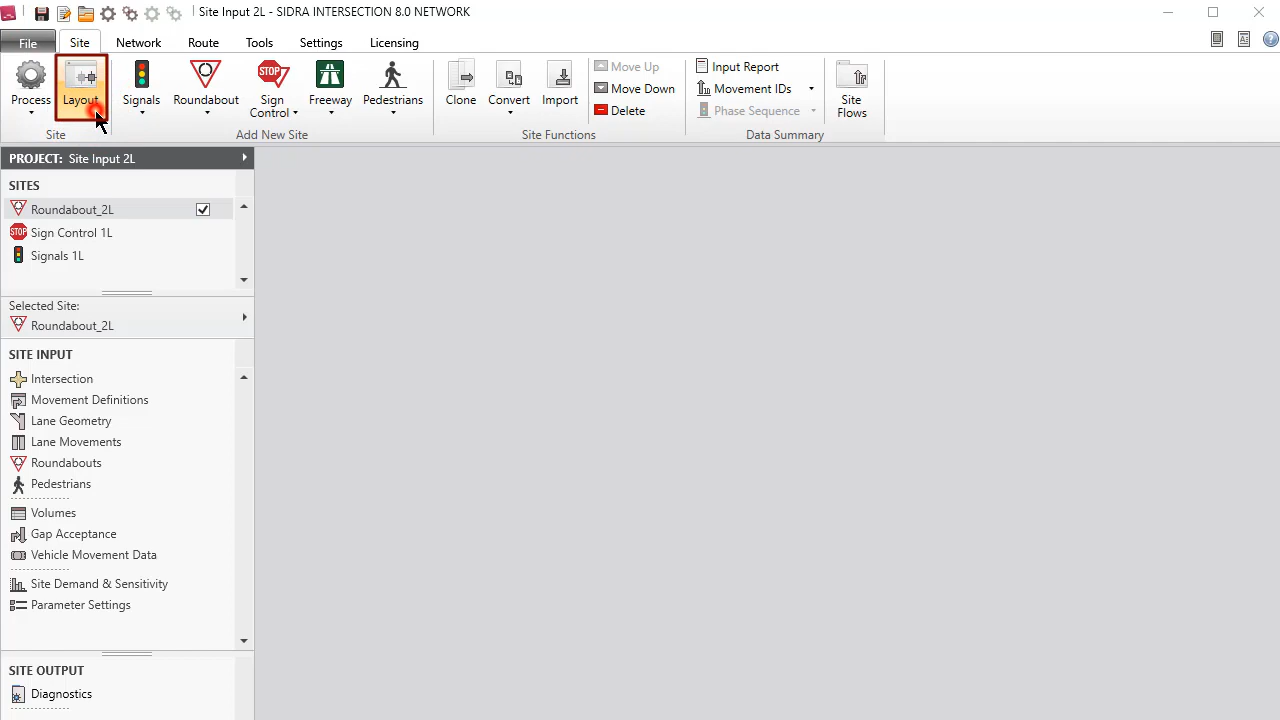 Site Input 2L - SIDRA INTERSECTION 8.0 NETWORK
File Site Network Route Tools Settings Licensing
Process Layout Signals Roundabout Sign Control Freeway Pedestrians Clone Convert Import
Move Up
Move Down
Delete
Input Report
Movement IDs
Phase Sequence
Site Flows
Site Add New Site Site Functions Data Summary
PROJECT: Site Input 2L
SITES
Roundabout_2L
STOP Sign Control 1L
Signals 1L
Selected Site:
Roundabout_2L
SITE INPUT
Intersection
Movement Definitions
Lane Geometry
Lane Movements
Roundabouts
Pedestrians
Volumes
Gap Acceptance
Vehicle Movement Data
Site Demand & Sensitivity
Parameter Settings
SITE OUTPUT
Diagnostics